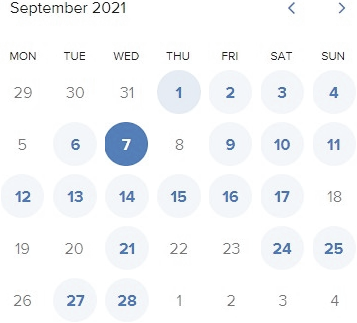 September 2021
MON TUE WED THU FRI SAT SUN
29 30 31 1 2 3 4
5 6 7 8 9 10 11
12 13 14 15 16 17 18
19 20 21 22 23 24 25
26 27 28 1 2 3 4